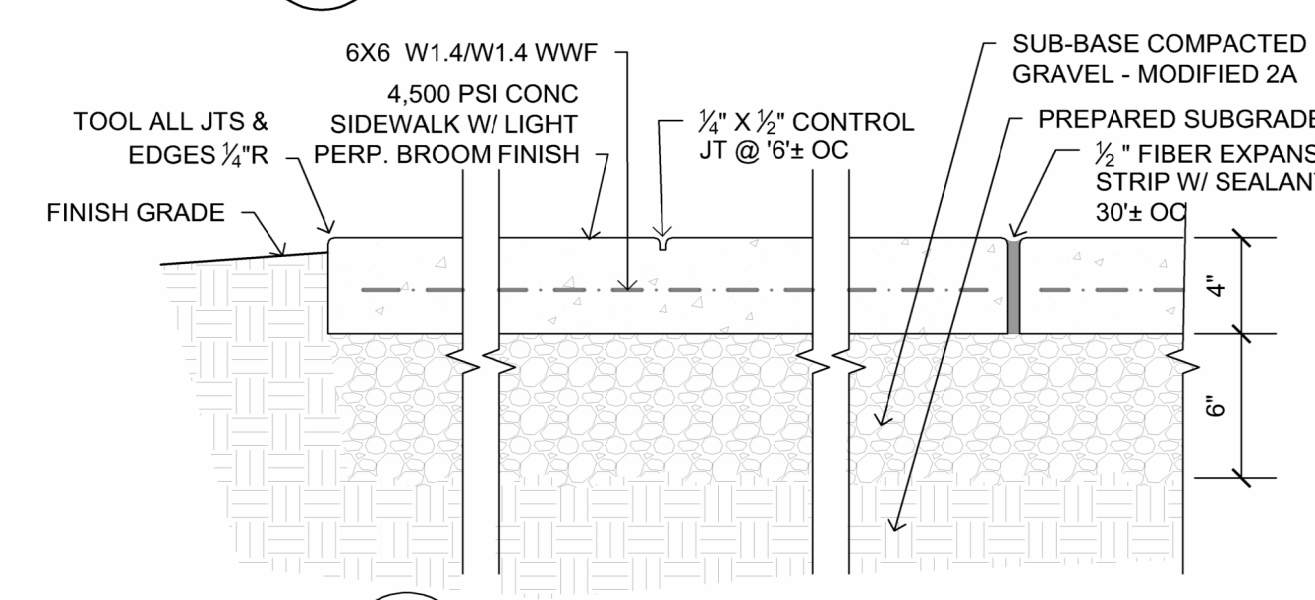 6X6 W1.4/W1.4 WWF
4,500 PSI CONC
SIDEWALK W/ LIGHT
PERP. BROOM FINISH
TOOL ALL JTS &
EDGES ¼"R
FINISH GRADE
¼" X ½" CONTROL
JT @ '6'± OC
SUB-BASE COMPACTED
GRAVEL - MODIFIED 2A
PREPARED SUBGRADE
½ " FIBER EXPANS
STRIP W/ SEALANT
30'± OC
4"
6"